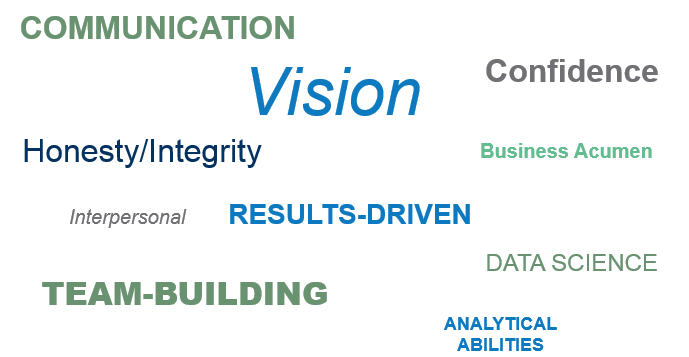 COMMUNICATION
Vision
Confidence
Honesty/Integrity
Business Acumen
Interpersonal
RESULTS-DRIVEN
DATA SCIENCE
TEAM-BUILDING
ANALYTICAL
ABILITIES